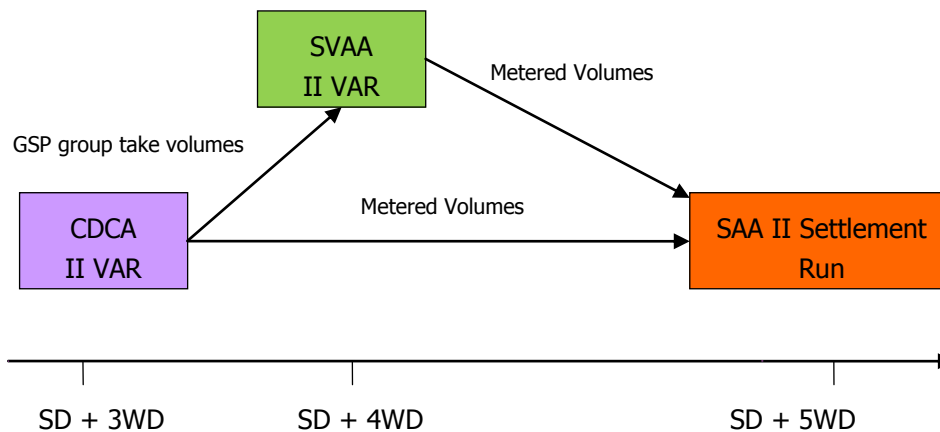 SVAA
II VAR
Metered Volumes
GSP group take volumes
CDCA
II VAR
Metered Volumes
SAA II Settlement
Run
SD + 3WD
SD + 4WD
SD + 5WD